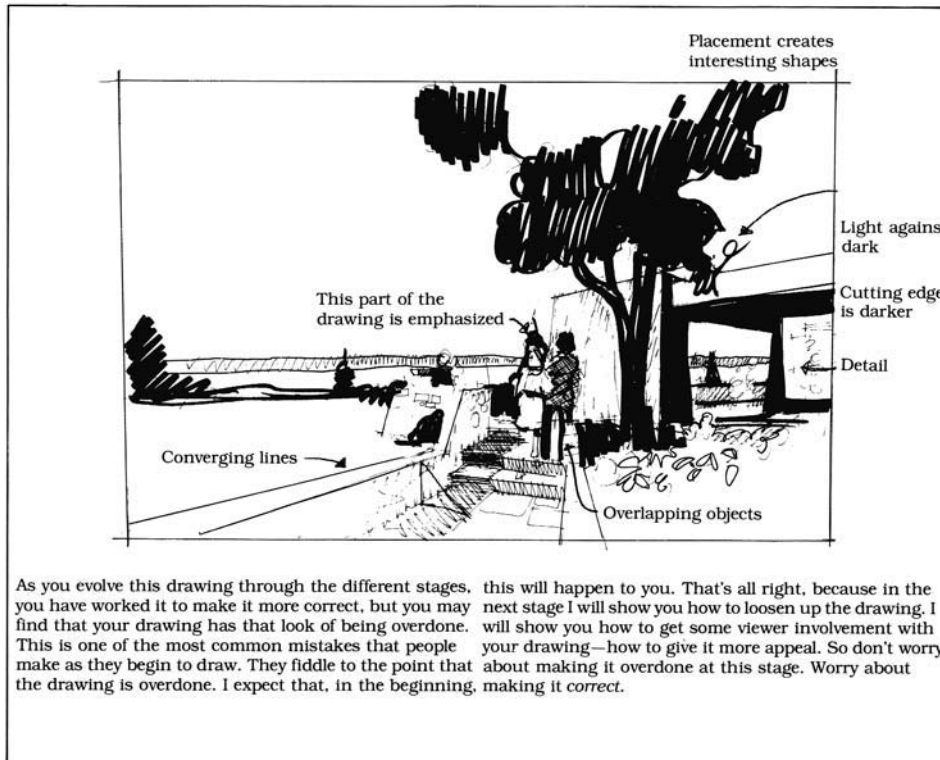 Placement creates
interesting shapes
Light agains
dark
This part of the
drawing is emphasized
Cutting edge
is darker
Detail
Converging lines
Overlapping objects
As you evolve this drawing through the different stages,
you have worked it to make it more correct, but you may
find that your drawing has that look of being overdone.
This is one of the most common mistakes that people
make as they begin to draw. They fiddle to the point that
the drawing is overdone. I expect that, in the beginning,
this will happen to you. That's all right, because in the
next stage I will show you how to loosen up the drawing. I
will show you how to get some viewer involvement with
your drawing—how to give it more appeal. So don't worry
about making it overdone at this stage. Worry about
making it correct.